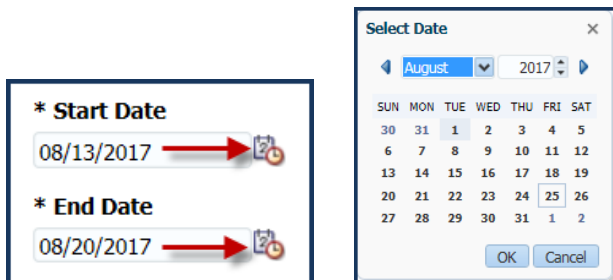 * Start Date
08/13/2017
* End Date
08/20/2017
Select Date
August 2017
SUN MON TUE WED THU FRI SAT
30 31 1 2 3 4 5
6 7 8 9 10 11 12
13 14 15 16 17 18 19
20 21 22 23 24 25 26
27 28 29 30 31 1 2
OK Cancel